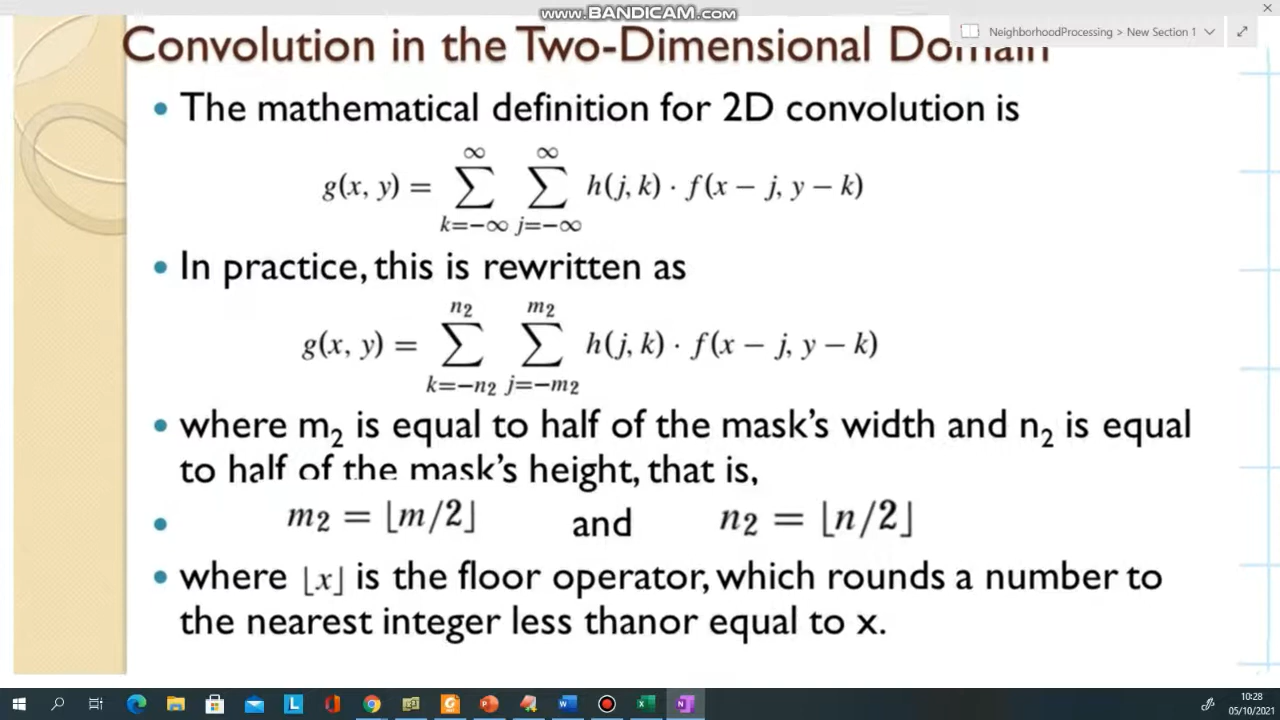 www.BANDICAM.com
Convolution in the Two-Dimensional Domain
NeighborhoodProcessing > New Section 1
• The mathematical definition for 2D convolution is
g(x, y) = ∑_{k=−∞}^{∞} ∑_{j=−∞}^{∞} h(j, k) · f(x − j, y − k)
• In practice, this is rewritten as
g(x, y) = ∑_{k=−n₂}^{n₂} ∑_{j=−m₂}^{m₂} h(j, k) · f(x − j, y − k)
• where m₂ is equal to half of the mask's width and n₂ is equal
to half of the mask's height, that is,
• m₂ = ⌊m/2⌋ and n₂ = ⌊n/2⌋
• where ⌊x⌋ is the floor operator, which rounds a number to
the nearest integer less thanor equal to x.
10:28
05/10/2021